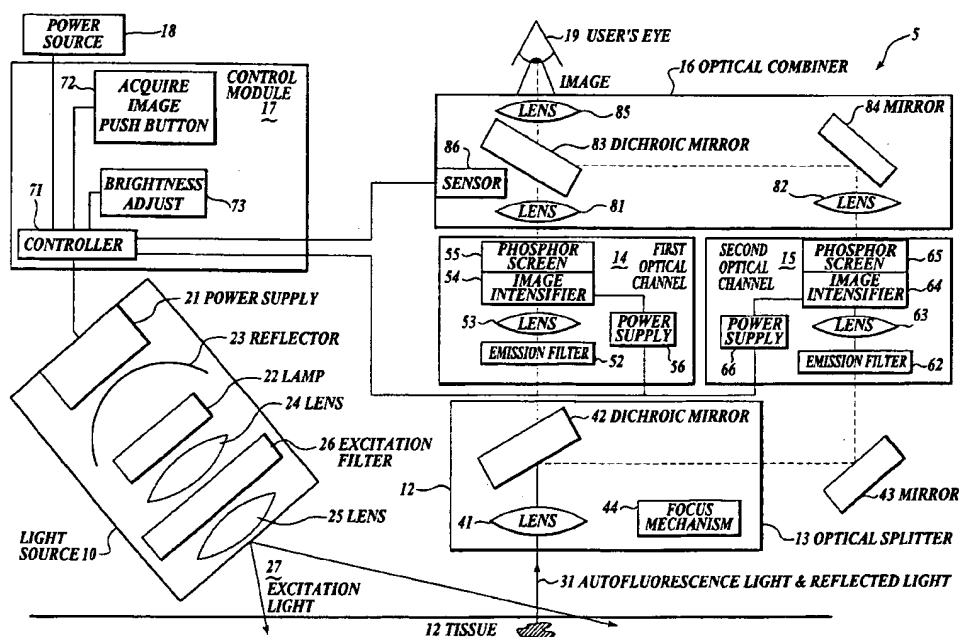 POWER SOURCE
18
19 USER'S EYE
5
IMAGE
16 OPTICAL COMBINER
CONTROL MODULE
17
72
ACQUIRE IMAGE PUSH BUTTON
LENS
85
84 MIRROR
83 DICHROIC MIRROR
86
SENSOR
71
BRIGHTNESS ADJUST
73
LENS
81
82
LENS
CONTROLLER
55
PHOSPHOR SCREEN
14
FIRST OPTICAL CHANNEL
54
IMAGE INTENSIFIER
SECOND OPTICAL CHANNEL
15
PHOSPHOR SCREEN
65
IMAGE INTENSIFIER
64
21 POWER SUPPLY
53
LENS
POWER SUPPLY
56
POWER SUPPLY
66
LENS
63
23 REFLECTOR
EMISSION FILTER
52
EMISSION FILTER
62
22 LAMP
24 LENS
42 DICHROIC MIRROR
26 EXCITATION FILTER
12
25 LENS
41
LENS
44
FOCUS MECHANISM
43 MIRROR
LIGHT SOURCE 10
13 OPTICAL SPLITTER
27
EXCITATION LIGHT
31 AUTOFLUORESCENCE LIGHT & REFLECTED LIGHT
12 TISSUE